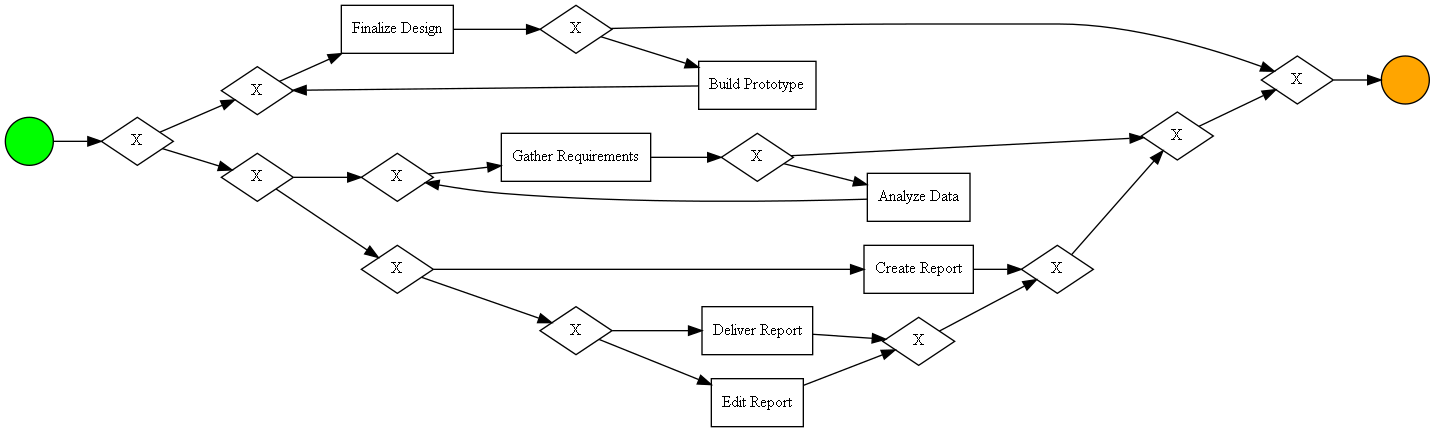 Finalize Design
X
X
Build Prototype
X
X
X
Gather Requirements
X
X
X
X
Analyze Data
X
Create Report
X
X
Deliver Report
X
Edit Report